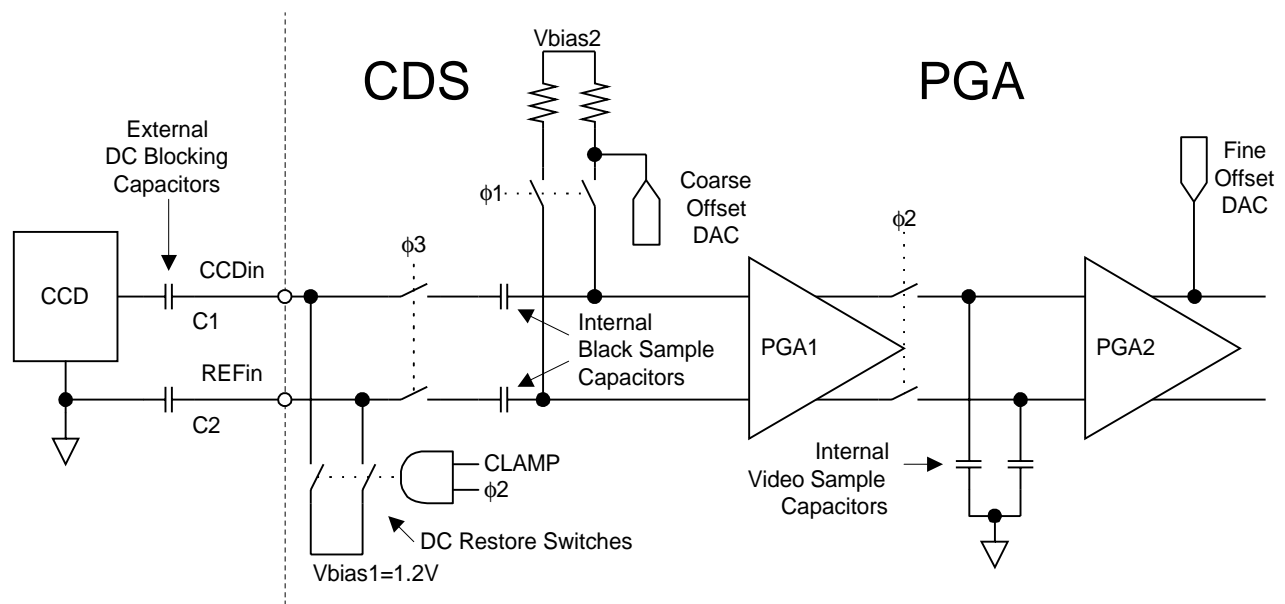 Vbias2
CDS
PGA
External
DC Blocking
Capacitors
Coarse
Offset
DAC
Fine
Offset
DAC
ϕ1
ϕ2
ϕ3
CCD
CCDin
C1
REFin
C2
Internal
Black Sample
Capacitors
PGA1
PGA2
CLAMP
ϕ2
DC Restore Switches
Vbias1=1.2V
Internal
Video Sample
Capacitors